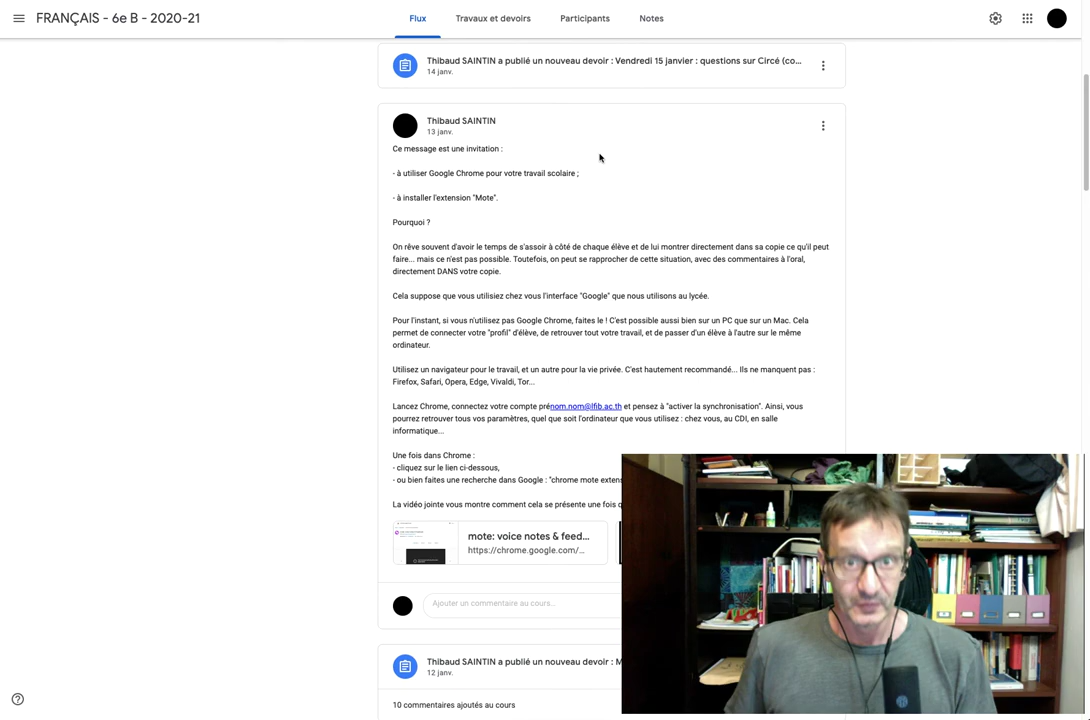 FRANÇAIS - 6e B - 2020-21
Flux
Travaux et devoirs
Participants
Notes
Thibaud SAINTIN a publié un nouveau devoir : Vendredi 15 janvier : questions sur Circé (co...
14 janv.
Thibaud SAINTIN
13 janv.
Ce message est une invitation :
- à utiliser Google Chrome pour votre travail scolaire ;
- à installer l'extension "Mote".
Pourquoi ?
On rêve souvent d'avoir le temps de s'assoir à côté de chaque élève et de lui montrer directement dans sa copie ce qu'il peut
faire... mais ce n'est pas possible. Toutefois, on peut se rapprocher de cette situation, avec des commentaires à l'oral,
directement DANS votre copie.
Cela suppose que vous utilisiez chez vous l'interface "Google" que nous utilisons au lycée.
Pour l'instant, si vous n'utilisez pas Google Chrome, faites le ! C'est possible aussi bien sur un PC que sur un Mac. Cela
permet de connecter votre "profil" d'élève, de retrouver tout votre travail, et de passer d'un élève à l'autre sur le même
ordinateur.
Utilisez un navigateur pour le travail, et un autre pour la vie privée. C'est hautement recommandé... Ils ne manquent pas :
Firefox, Safari, Opera, Edge, Vivaldi, Tor...
Lancez Chrome, connectez votre compte prénom.nom@lfib.ac.th et pensez à "activer la synchronisation". Ainsi, vous
pourrez retrouver tous vos paramètres, quel que soit l'ordinateur que vous utilisez : chez vous, au CDI, en salle
informatique...
Une fois dans Chrome :
- cliquez sur le lien ci-dessous,
- ou bien faites une recherche dans Google : "chrome mote exten
La vidéo jointe vous montre comment cela se présente une fois q
mote: voice notes & feed...
https://chrome.google.com/...
Ajouter un commentaire au cours...
Thibaud SAINTIN a publié un nouveau devoir : M
12 janv.
10 commentaires ajoutés au cours